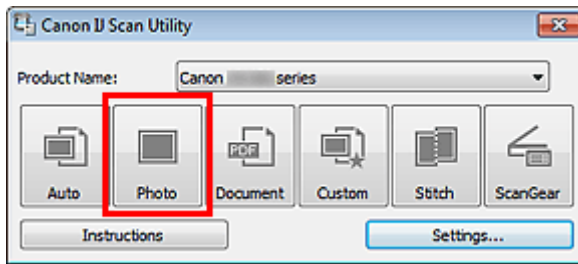 Canon IJ Scan Utility
Product Name: Canon series
PDF
Auto Photo Document Custom Stitch ScanGear
Instructions Settings...